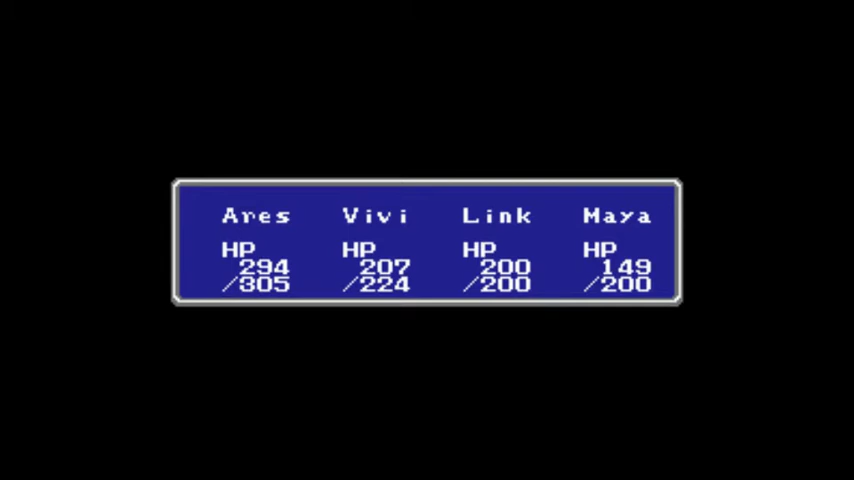 Ares Vivi Link Maya
HP HP HP HP
294 207 200 149
/305 /224 /200 /200